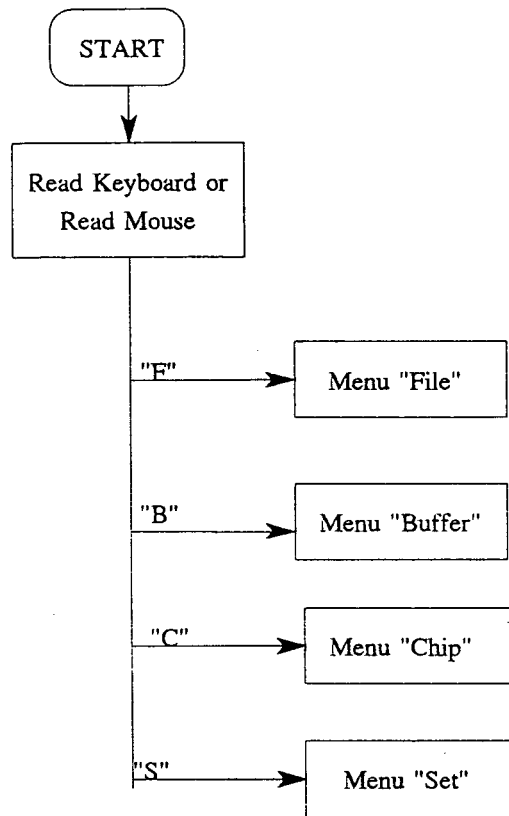 START
Read Keyboard or
Read Mouse
"F"
Menu "File"
"B"
Menu "Buffer"
"C"
Menu "Chip"
"S"
Menu "Set"